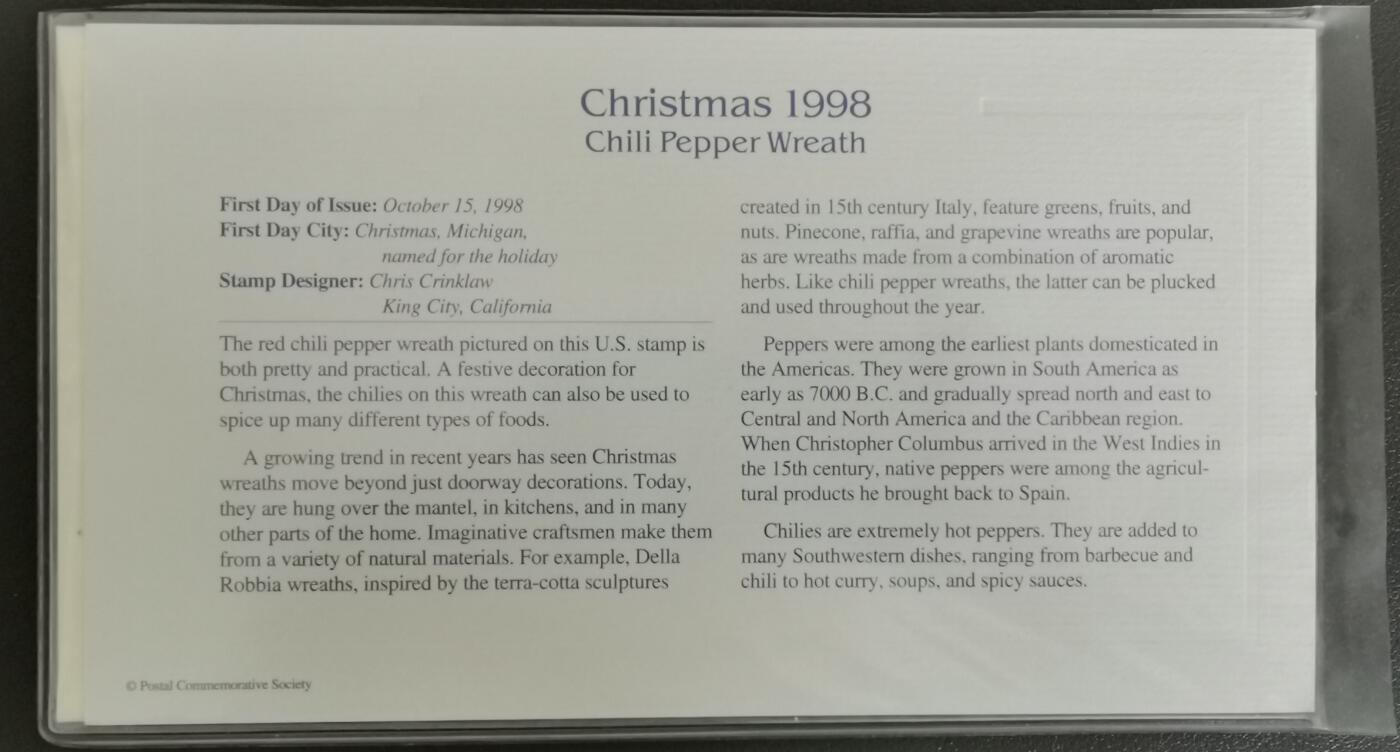 Christmas 1998
Chili Pepper Wreath
First Day of Issue: October 15, 1998
First Day City: Christmas, Michigan,
named for the holiday
Stamp Designer: Chris Crinklaw
King City, California
The red chili pepper wreath pictured on this U.S. stamp is
both pretty and practical. A festive decoration for
Christmas, the chilies on this wreath can also be used to
spice up many different types of foods.
A growing trend in recent years has seen Christmas
wreaths move beyond just doorway decorations. Today,
they are hung over the mantel, in kitchens, and in many
other parts of the home. Imaginative craftsmen make them
from a variety of natural materials. For example, Della
Robbia wreaths, inspired by the terra-cotta sculptures
created in 15th century Italy, feature greens, fruits, and
nuts. Pinecone, raffia, and grapevine wreaths are popular,
as are wreaths made from a combination of aromatic
herbs. Like chili pepper wreaths, the latter can be plucked
and used throughout the year.
Peppers were among the earliest plants domesticated in
the Americas. They were grown in South America as
early as 7000 B.C. and gradually spread north and east to
Central and North America and the Caribbean region.
When Christopher Columbus arrived in the West Indies in
the 15th century, native peppers were among the agricul-
tural products he brought back to Spain.
Chilies are extremely hot peppers. They are added to
many Southwestern dishes, ranging from barbecue and
chili to hot curry, soups, and spicy sauces.
© Postal Commemorative Society